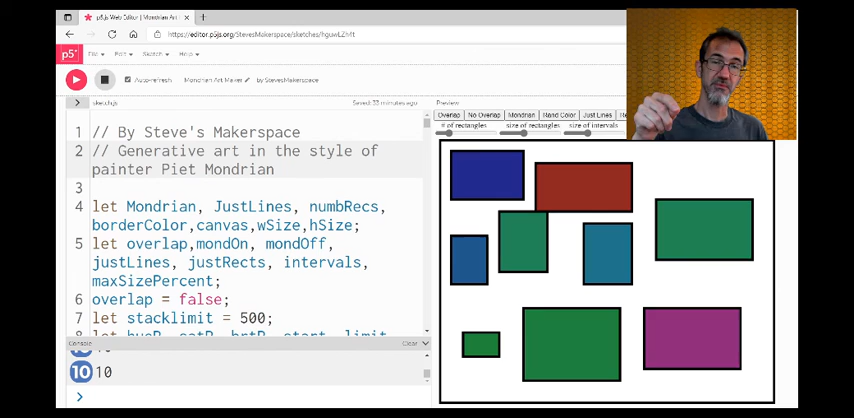 p5.js Web Editor | Mondrian Art
https://editor.p5js.org/StevesMakerspace/sketches/
p5*
File Edit Sketch Help
Auto-refresh Mondrian Art Maker by StevesMakerspace
sketch.js Saved: 33 minutes ago Preview
Overlap No Overlap Mondrian Rand Color Just Lines
# of rectangles size of rectangles size of intervals
1 // By Steve's Makerspace
2 // Generative art in the style of
painter Piet Mondrian
3
4 let Mondrian, JustLines, numbRecs,
borderColor,canvas,wSize,hSize;
5 let overlap,mondOn, mondOff,
justLines, justRects, intervals,
maxSizePercent;
6 overlap = false;
7 let stacklimit = 500;
Console Clear
10 10
>